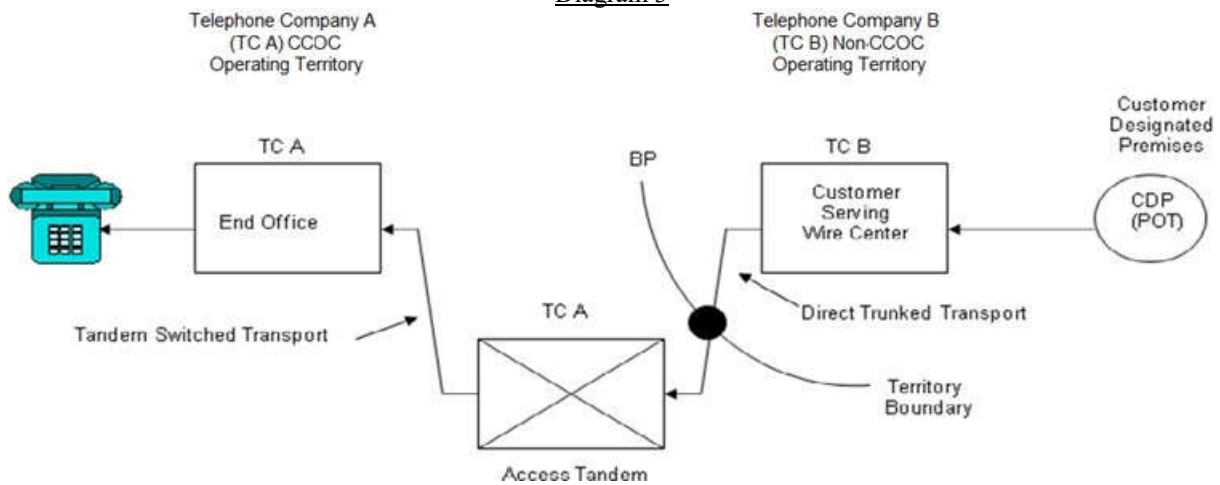 Telephone Company A
(TC A) CCOC
Operating Territory
Telephone Company B
(TC B) Non-CCOC
Operating Territory
Customer
Designated
Premises
TC A
BP
TC B
End Office
Customer
Serving
Wire Center
CDP
(POT)
TC A
Direct Trunked Transport
Tandem Switched Transport
Territory
Boundary
Access Tandem